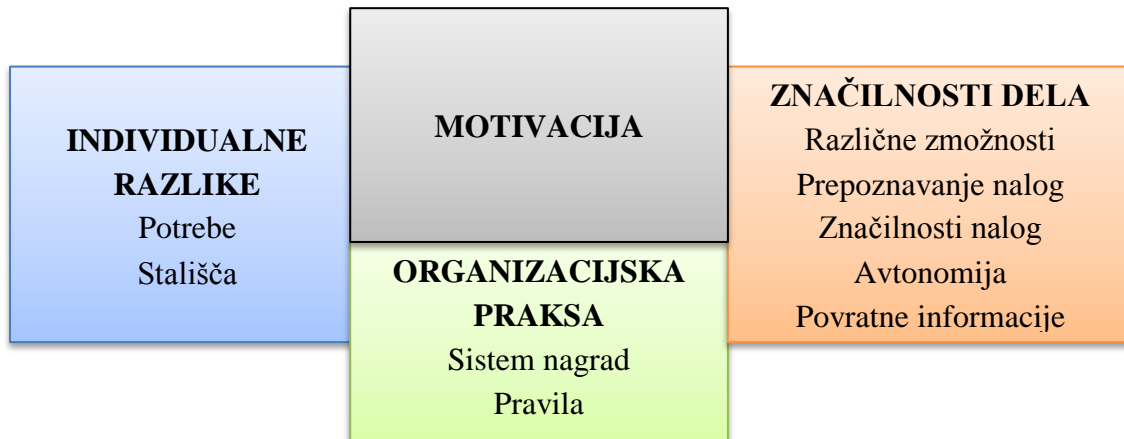 INDIVIDUALNE
RAZLIKE
Potrebe
Stališča
MOTIVACIJA
ORGANIZACIJSKA
PRAKSA
Sistem nagrad
Pravila
ZNAČILNOSTI DELA
Različne zmožnosti
Prepoznavanje nalog
Značilnosti nalog
Avtonomija
Povratne informacije